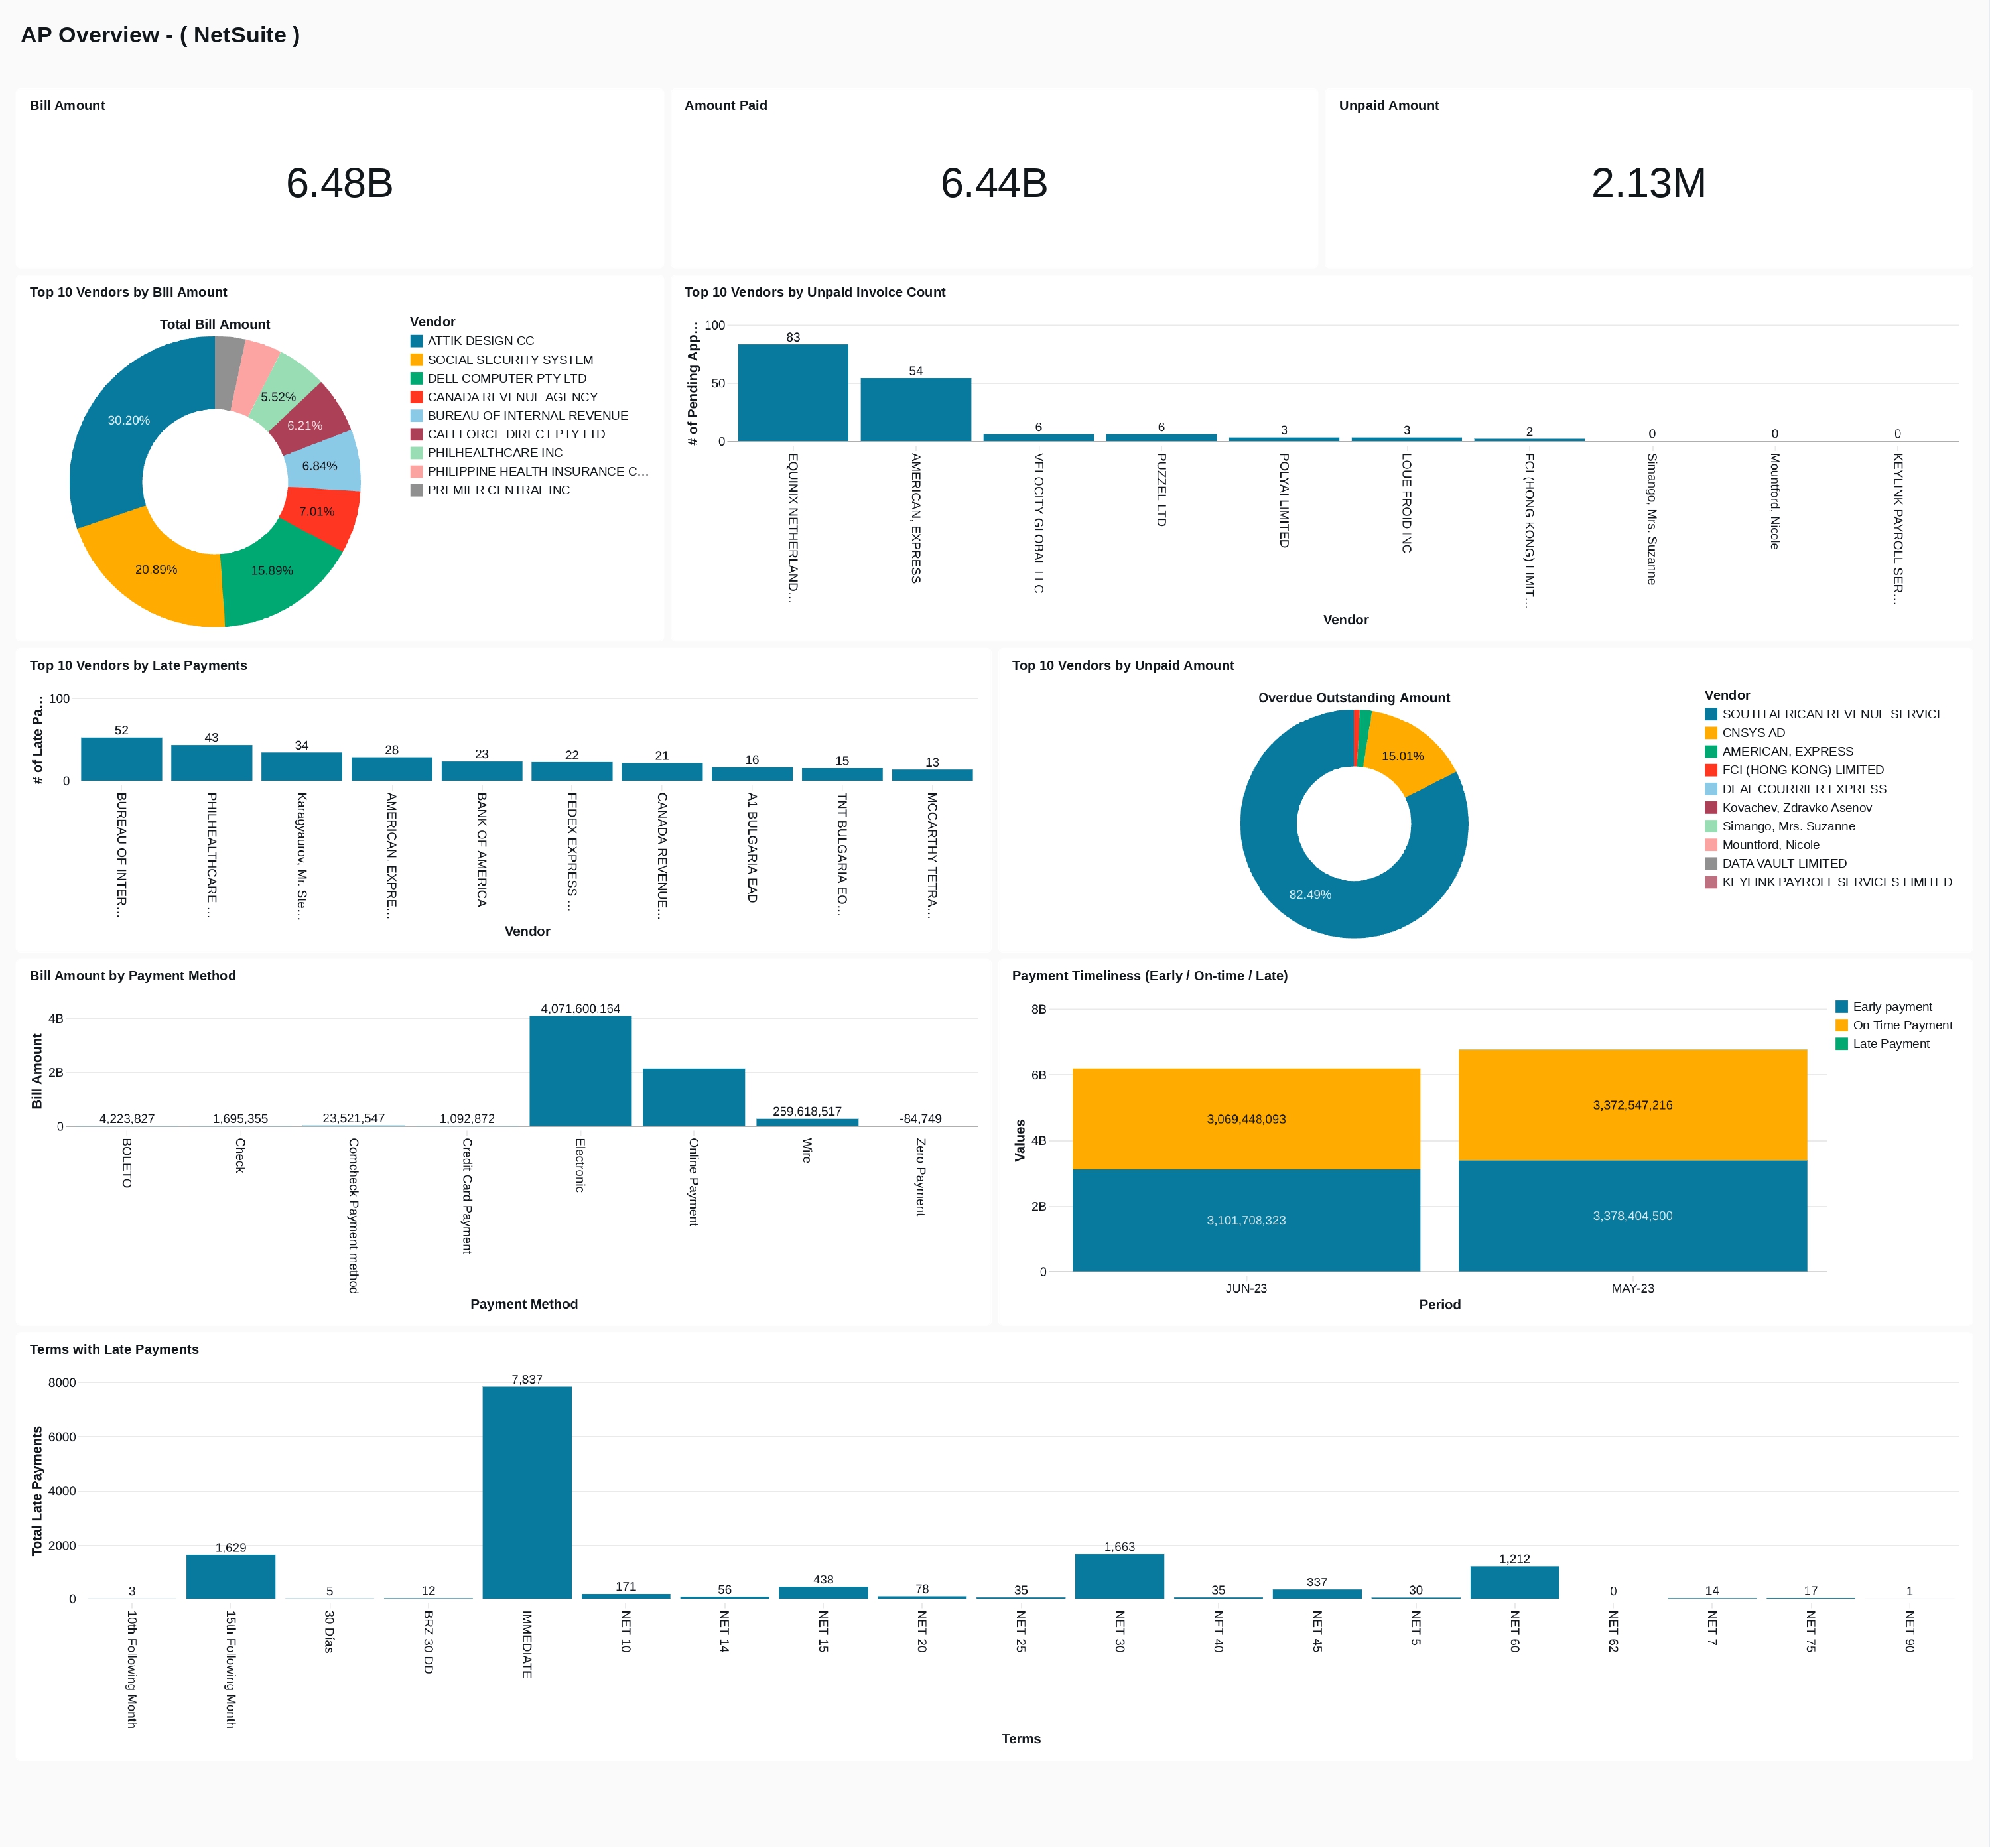 AP Overview - ( NetSuite )
Bill Amount
6.48B
Amount Paid
6.44B
Unpaid Amount
2.13M
Top 10 Vendors by Bill Amount
Total Bill Amount
30.20%
20.89%
15.89%
7.01%
6.84%
6.21%
5.52%
Vendor
ATTIK DESIGN CC
SOCIAL SECURITY SYSTEM
DELL COMPUTER PTY LTD
CANADA REVENUE AGENCY
BUREAU OF INTERNAL REVENUE
CALLFORCE DIRECT PTY LTD
PHILHEALTHCARE INC
PHILIPPINE HEALTH INSURANCE C...
PREMIER CENTRAL INC
Top 10 Vendors by Unpaid Invoice Count
# of Pending App...
100
50
0
83
54
6
6
3
3
2
0
0
0
EQUINIX NETHERLAND...
AMERICAN, EXPRESS
VELOCITY GLOBAL LLC
PUZZEL LTD
POLYAI LIMITED
LOUE FROID INC
FCI (HONG KONG) LIMIT...
Simango, Mrs. Suzanne
Mountford, Nicole
KEYLINK PAYROLL SER...
Vendor
Top 10 Vendors by Late Payments
# of Late Pa...
100
0
52
43
34
28
23
22
21
16
15
13
BUREAU OF INTER...
PHILHEALTHCARE ...
Karagyaurov, Mr. Ste...
AMERICAN, EXPRE...
BANK OF AMERICA
FEDEX EXPRESS ...
CANADA REVENUE...
A1 BULGARIA EAD
TNT BULGARIA EO...
MCCARTHY TETRA...
Vendor
Top 10 Vendors by Unpaid Amount
Overdue Outstanding Amount
15.01%
82.49%
Vendor
SOUTH AFRICAN REVENUE SERVICE
CNSYS AD
AMERICAN, EXPRESS
FCI (HONG KONG) LIMITED
DEAL COURRIER EXPRESS
Kovachev, Zdravko Asenov
Simango, Mrs. Suzanne
Mountford, Nicole
DATA VAULT LIMITED
KEYLINK PAYROLL SERVICES LIMITED
Bill Amount by Payment Method
Bill Amount
4B
2B
0
4,223,827
1,695,355
23,521,547
1,092,872
4,071,600,164
259,618,517
-84,749
BOLETO
Check
Comcheck Payment method
Credit Card Payment
Electronic
Online Payment
Wire
Zero Payment
Payment Method
Payment Timeliness (Early / On-time / Late)
Values
8B
6B
4B
2B
0
3,069,448,093
3,101,708,323
3,372,547,216
3,378,404,500
JUN-23
MAY-23
Period
Early payment
On Time Payment
Late Payment
Terms with Late Payments
Total Late Payments
8000
6000
4000
2000
0
3
1,629
5
12
7,837
171
56
438
78
35
1,663
35
337
30
1,212
0
14
17
1
10th Following Month
15th Following Month
30 Días
BRZ 30 DD
IMMEDIATE
NET 10
NET 14
NET 15
NET 20
NET 25
NET 30
NET 40
NET 45
NET 5
NET 60
NET 62
NET 7
NET 75
NET 90
Terms